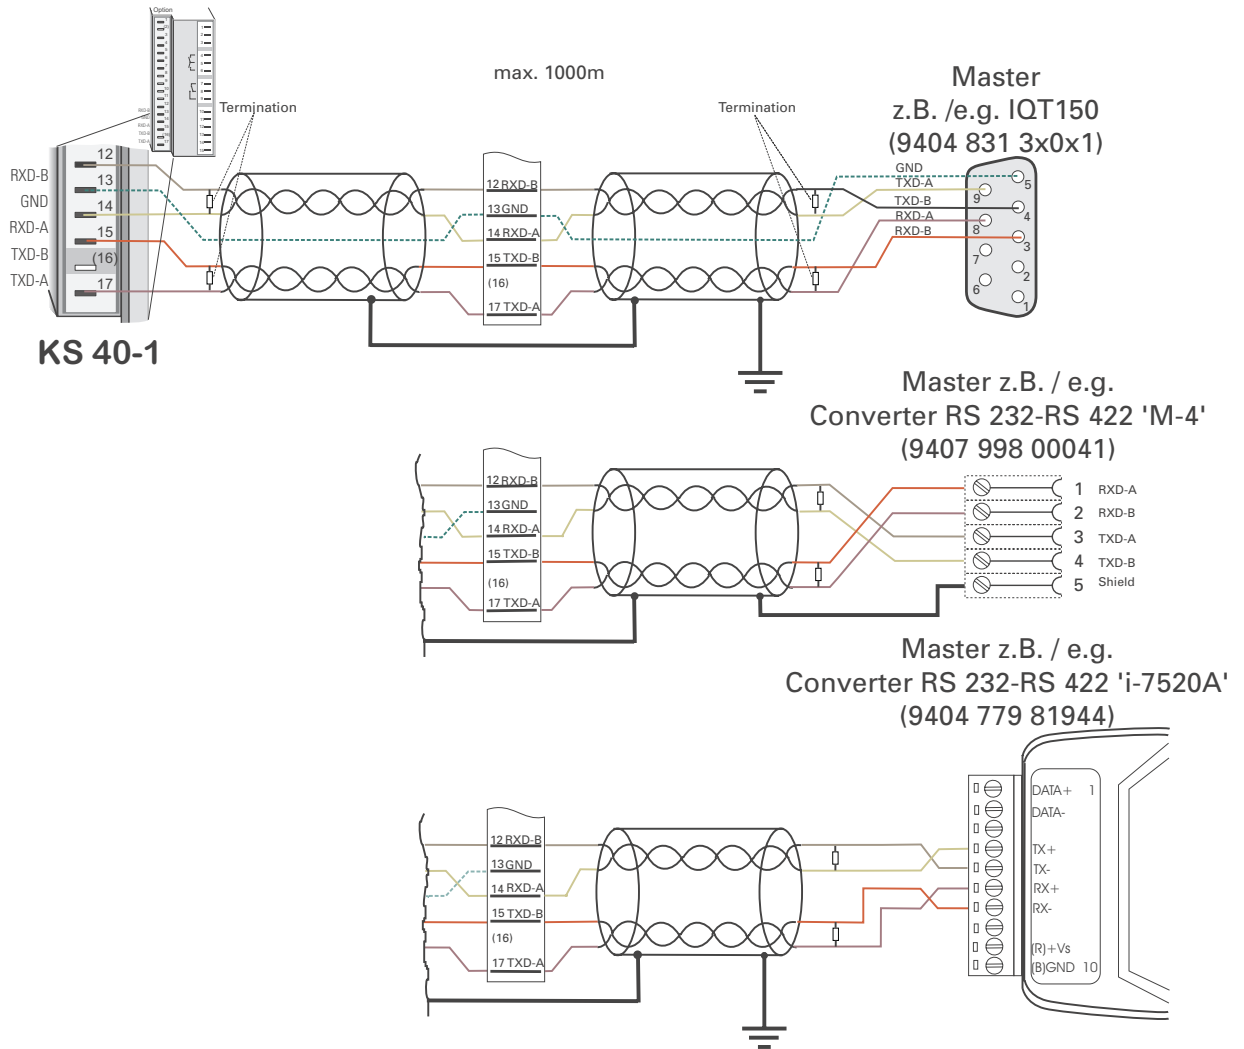 Option
max. 1000m
Termination
Termination
Master
z.B. /e.g. IQT150
(9404 831 3x0x1)
RXD-B
GND
RXD-A
TXD-B
TXD-A
12
13
14
15
(16)
17
KS 40-1
12 RXD-B
13 GND
14 RXD-A
15 TXD-B
(16)
17 TXD-A
GND
TXD-A
TXD-B
RXD-A
RXD-B
5
9
4
8
3
7
2
6
1
Master z.B. / e.g.
Converter RS 232-RS 422 'M-4'
(9407 998 00041)
12 RXD-B
13 GND
14 RXD-A
15 TXD-B
(16)
17 TXD-A
1 RXD-A
2 RXD-B
3 TXD-A
4 TXD-B
5 Shield
Master z.B. / e.g.
Converter RS 232-RS 422 'i-7520A'
(9404 779 81944)
12 RXD-B
13 GND
14 RXD-A
15 TXD-B
(16)
17 TXD-A
DATA+ 1
DATA-
TX+
TX-
RX+
RX-
(R)+Vs
(B)GND 10